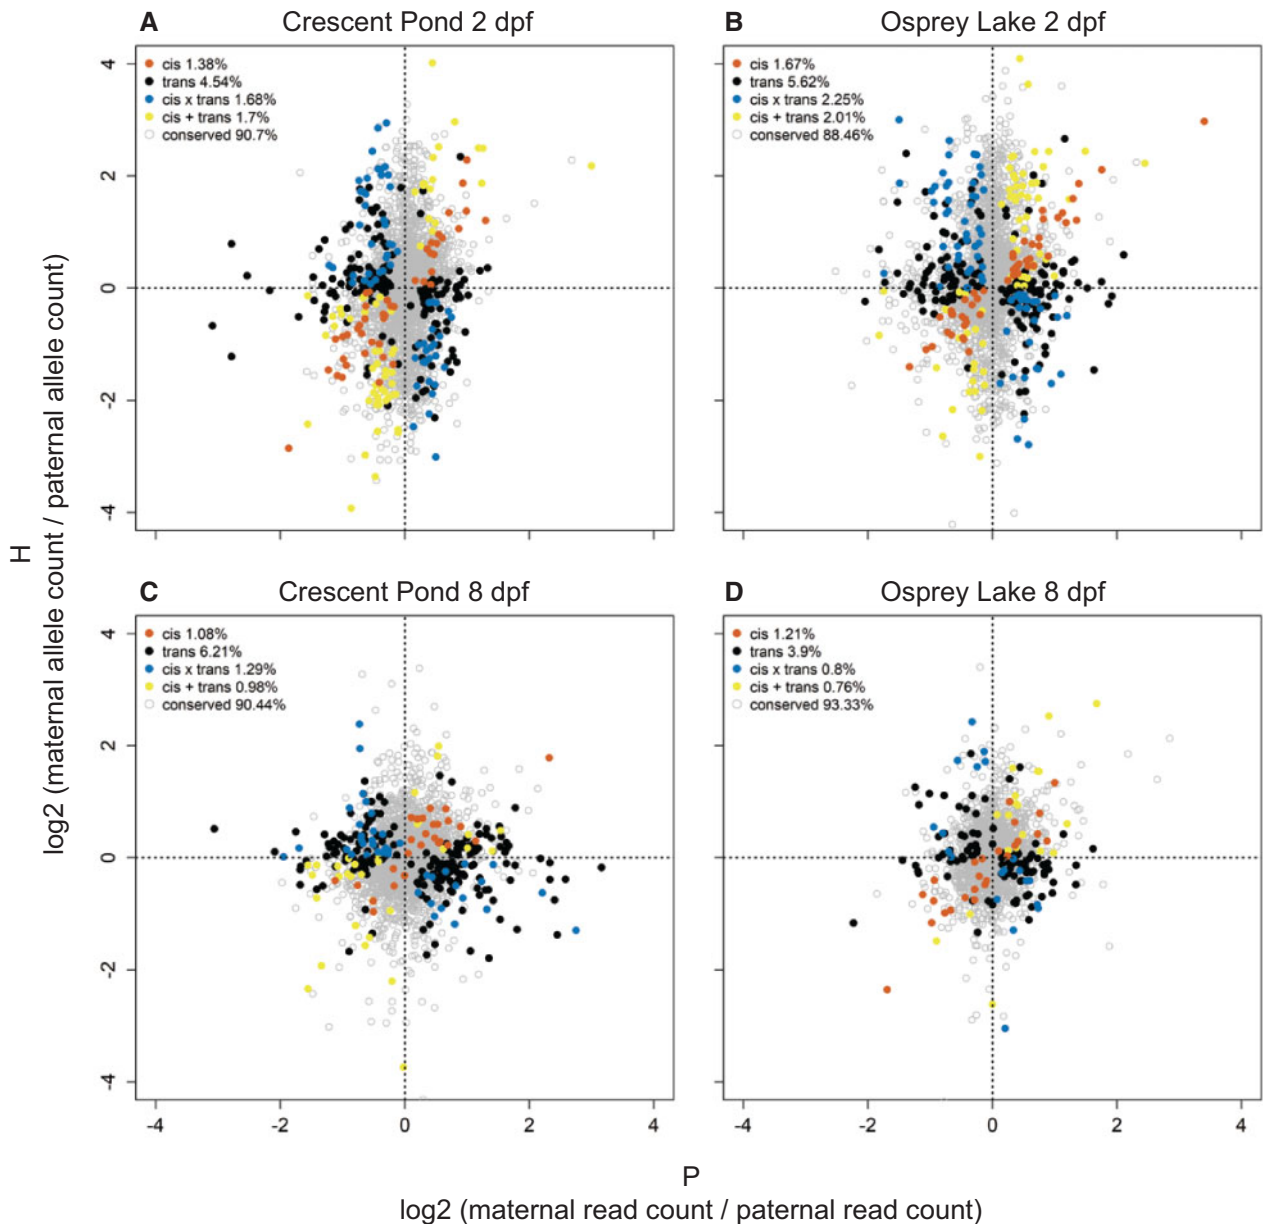 A Crescent Pond 2 dpf
cis 1.38%
trans 4.54%
cis x trans 1.68%
cis + trans 1.7%
conserved 90.7%
4
2
0
-2
-4
B Osprey Lake 2 dpf
cis 1.67%
trans 5.62%
cis x trans 2.25%
cis + trans 2.01%
conserved 88.46%
H
log2 (maternal allele count / paternal allele count)
C Crescent Pond 8 dpf
cis 1.08%
trans 6.21%
cis x trans 1.29%
cis + trans 0.98%
conserved 90.44%
4
2
0
-2
-4
-4 -2 0 2 4
D Osprey Lake 8 dpf
cis 1.21%
trans 3.9%
cis x trans 0.8%
cis + trans 0.76%
conserved 93.33%
-4 -2 0 2 4
P
log2 (maternal read count / paternal read count)